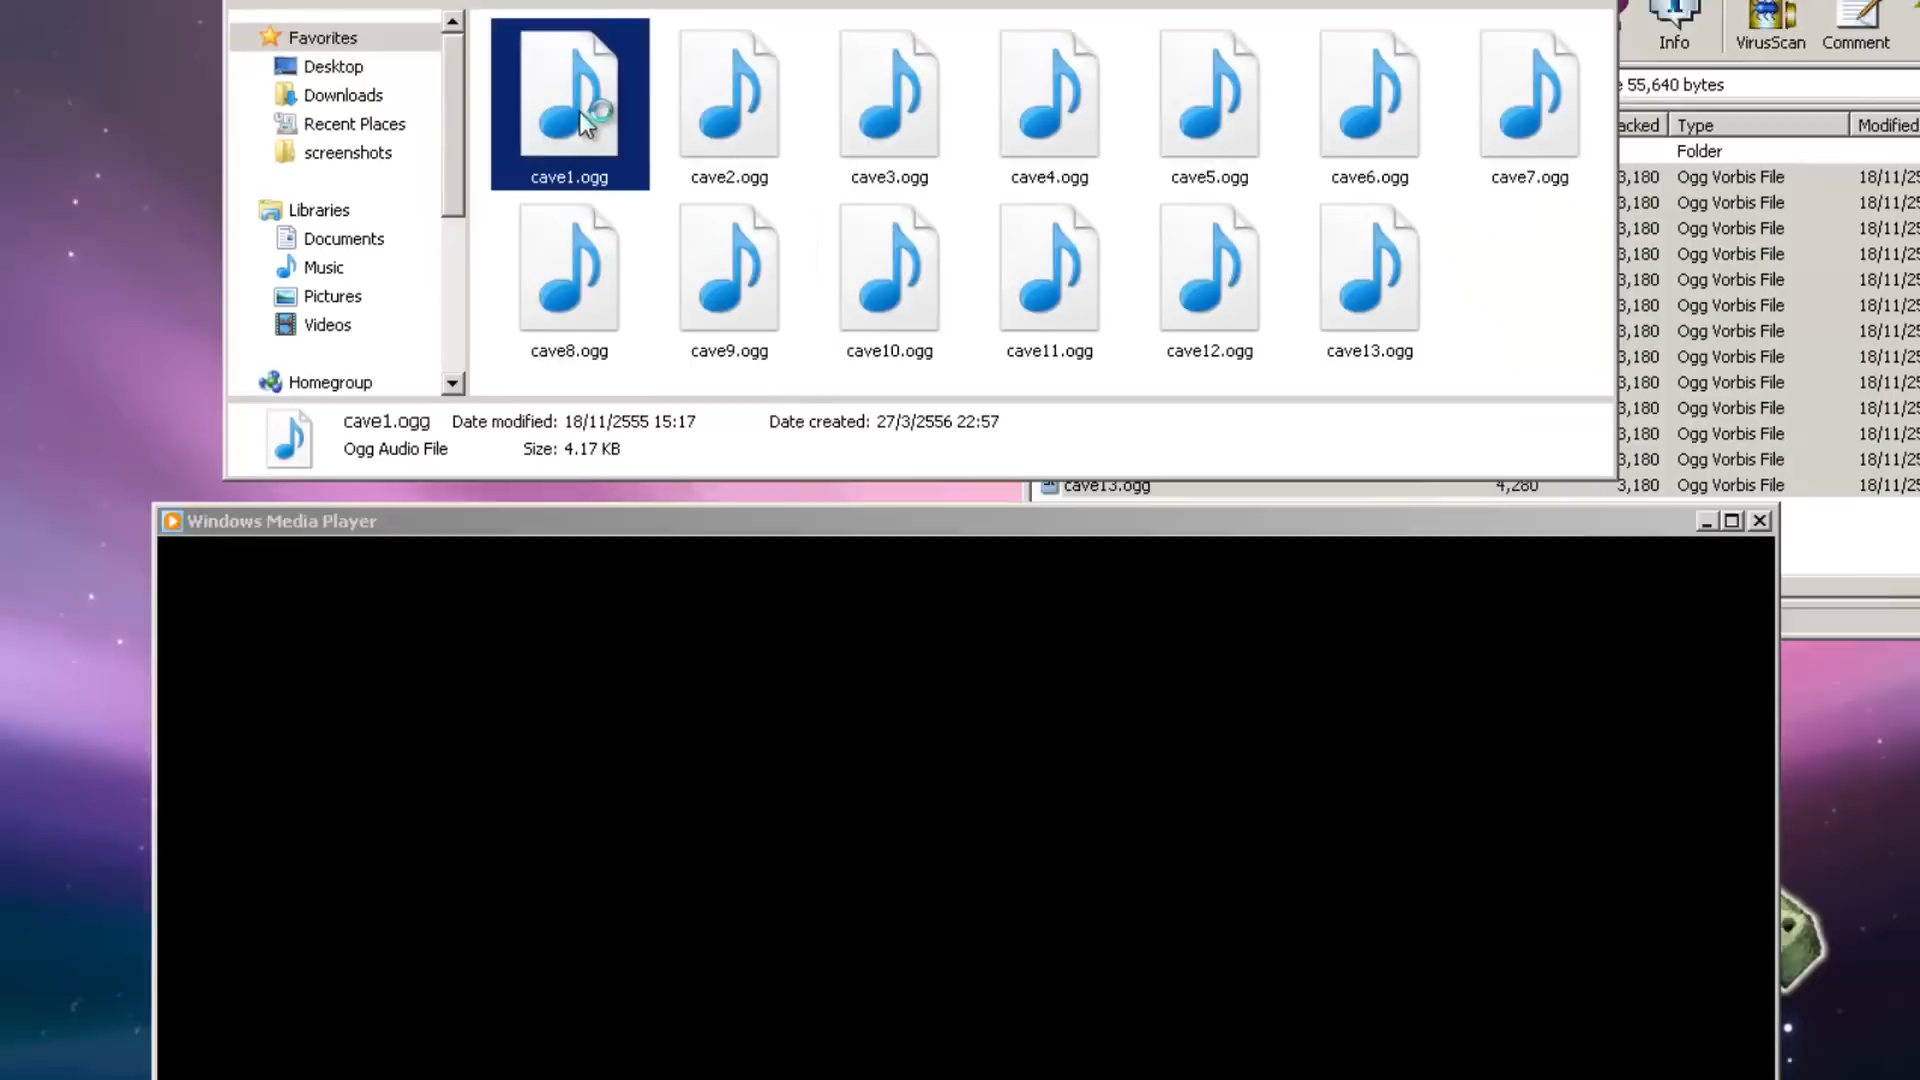 Favorites
Desktop
Downloads
Recent Places
screenshots
Libraries
Documents
Music
Pictures
Videos
Homegroup
cave1.ogg cave2.ogg cave3.ogg cave4.ogg cave5.ogg cave6.ogg cave7.ogg
cave8.ogg cave9.ogg cave10.ogg cave11.ogg cave12.ogg cave13.ogg
cave1.ogg Date modified: 18/11/2555 15:17 Date created: 27/3/2556 22:57
Ogg Audio File Size: 4.17 KB
Info VirusScan Comment
55,640 bytes
Type Modified
Folder
3,180 Ogg Vorbis File 18/11/25
3,180 Ogg Vorbis File 18/11/25
3,180 Ogg Vorbis File 18/11/25
3,180 Ogg Vorbis File 18/11/25
3,180 Ogg Vorbis File 18/11/25
3,180 Ogg Vorbis File 18/11/25
3,180 Ogg Vorbis File 18/11/25
3,180 Ogg Vorbis File 18/11/25
3,180 Ogg Vorbis File 18/11/25
3,180 Ogg Vorbis File 18/11/25
3,180 Ogg Vorbis File 18/11/25
3,180 Ogg Vorbis File 18/11/25
cave13.ogg 4,280 3,180 Ogg Vorbis File 18/11/25
Windows Media Player